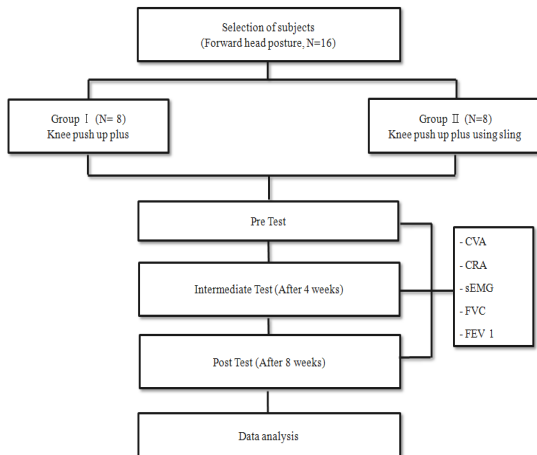 Selection of subjects
(Forward head posture, N=16)
Group Ⅰ (N= 8)
Knee push up plus
Group Ⅱ (N=8)
Knee push up plus using sling
Pre Test
Intermediate Test (After 4 weeks)
Post Test (After 8 weeks)
- CVA
- CRA
- sEMG
- FVC
- FEV 1
Data analysis